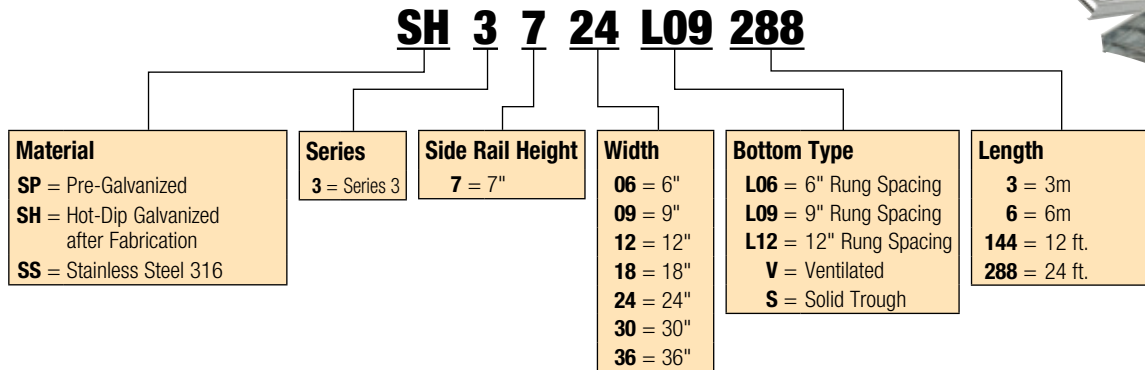 SH 3 7 24 L09 288
Material
SP = Pre-Galvanized
SH = Hot-Dip Galvanized
after Fabrication
SS = Stainless Steel 316
Series
3 = Series 3
Side Rail Height
7 = 7"
Width
06 = 6"
09 = 9"
12 = 12"
18 = 18"
24 = 24"
30 = 30"
36 = 36"
Bottom Type
L06 = 6" Rung Spacing
L09 = 9" Rung Spacing
L12 = 12" Rung Spacing
V = Ventilated
S = Solid Trough
Length
3 = 3m
6 = 6m
144 = 12 ft.
288 = 24 ft.